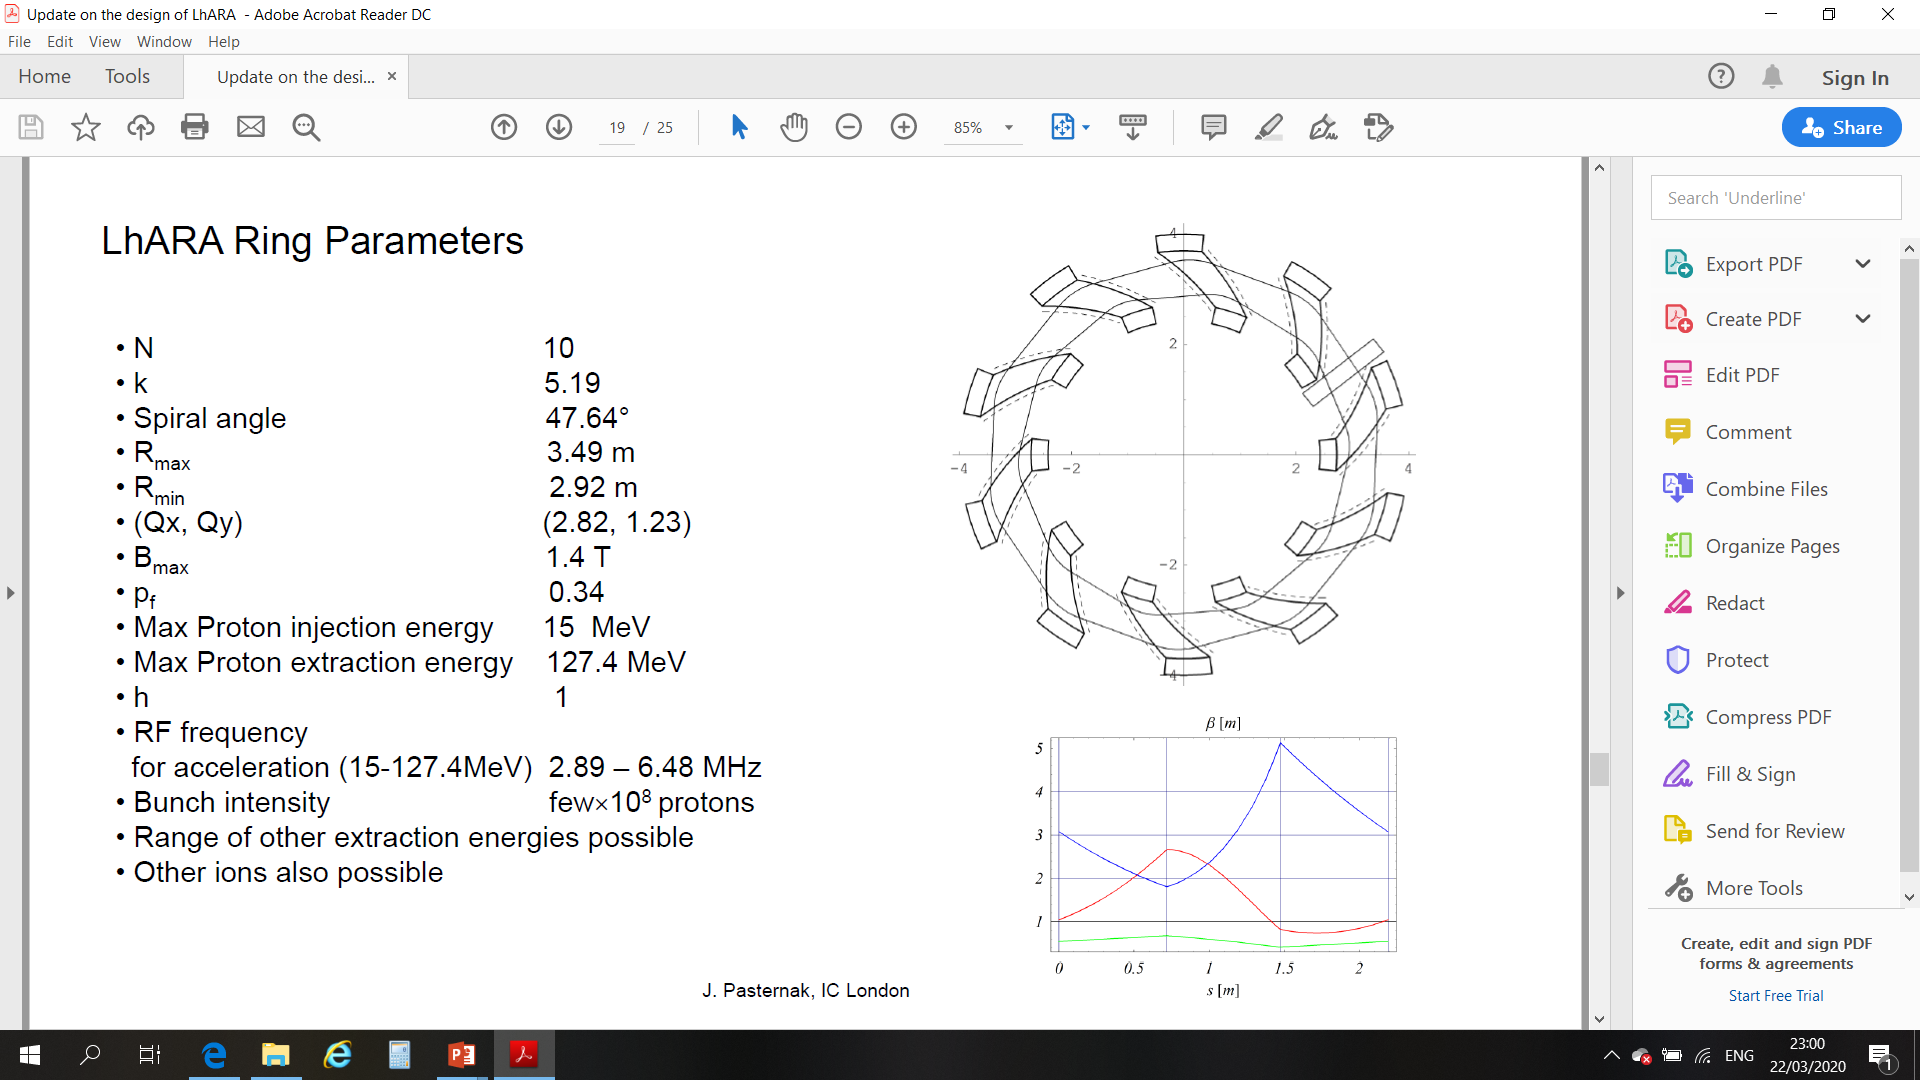 Update on the design of LhARA - Adobe Acrobat Reader DC
File Edit View Window Help
Home Tools Update on the desi... ×
Sign In
19 / 25 85%
Share
LhARA Ring Parameters
• N 10
• k 5.19
• Spiral angle 47.64°
• Rmax 3.49 m
• Rmin 2.92 m
• (Qx, Qy) (2.82, 1.23)
• Bmax 1.4 T
• pf 0.34
• Max Proton injection energy 15 MeV
• Max Proton extraction energy 127.4 MeV
• h 1
• RF frequency
for acceleration (15-127.4MeV) 2.89 – 6.48 MHz
• Bunch intensity few×10⁸ protons
• Range of other extraction energies possible
• Other ions also possible
J. Pasternak, IC London
4
2
-4 -2 2 4
-2
-4
β [m]
5
4
3
2
1
0 0.5 1 1.5 2
s [m]
Search 'Underline'
Export PDF
Create PDF
Edit PDF
Comment
Combine Files
Organize Pages
Redact
Protect
Compress PDF
Fill & Sign
Send for Review
More Tools
Create, edit and sign PDF
forms & agreements
Start Free Trial
ENG
23:00
22/03/2020
1